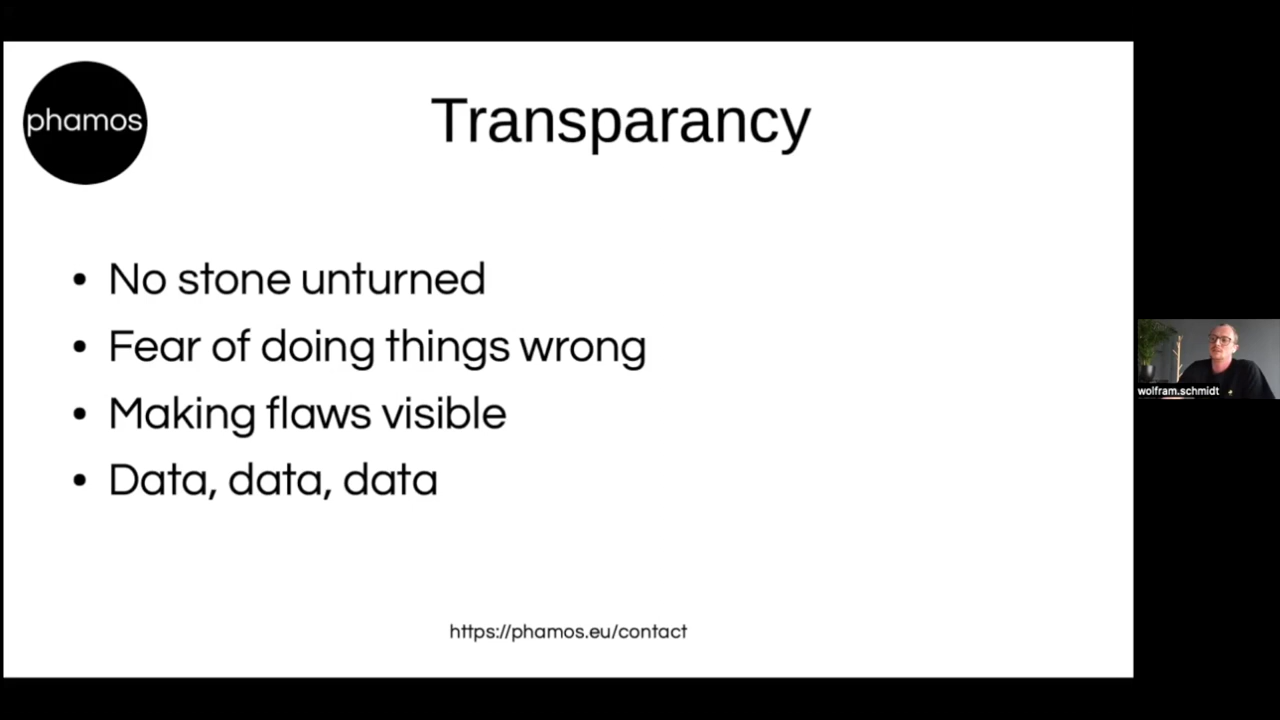 phamos
Transparancy
No stone unturned
Fear of doing things wrong
Making flaws visible
Data, data, data
https://phamos.eu/contact
wolfram.schmidt